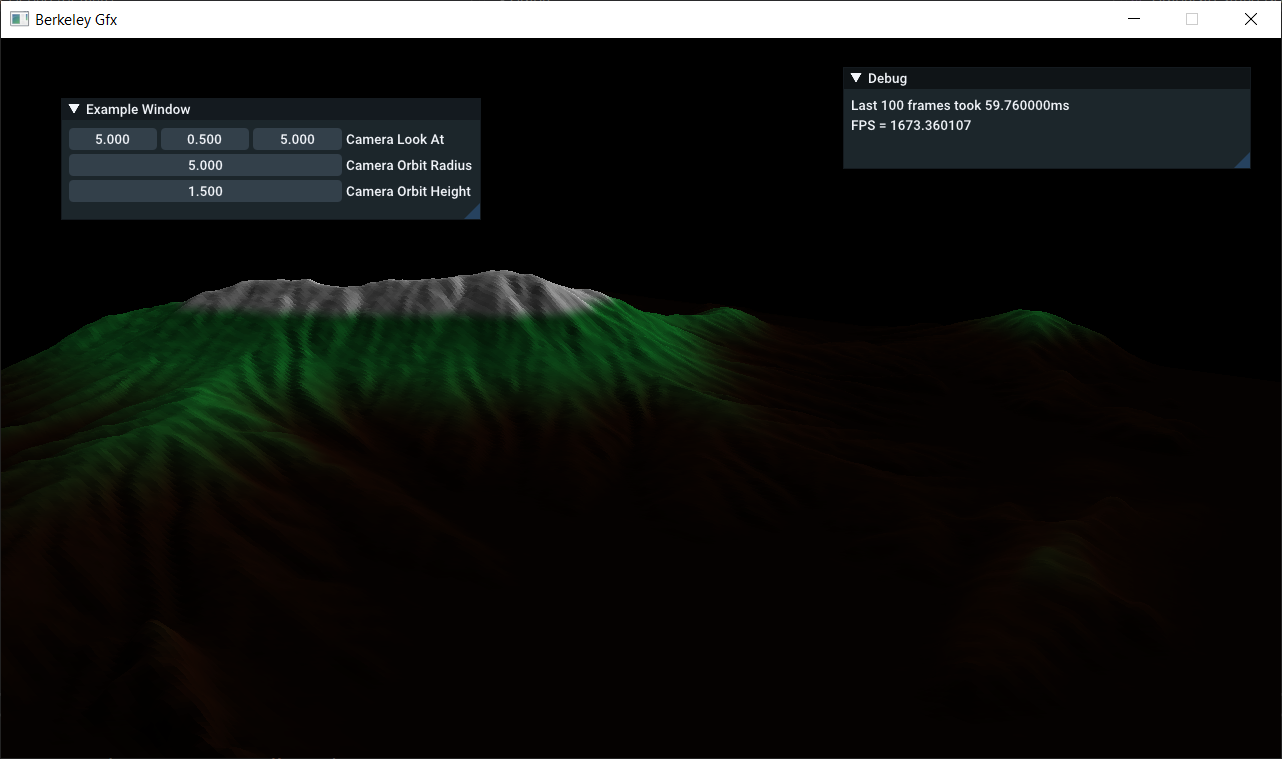 Berkeley Gfx
Example Window
5.000 0.500 5.000 Camera Look At
5.000 Camera Orbit Radius
1.500 Camera Orbit Height
Debug
Last 100 frames took 59.760000ms
FPS = 1673.360107